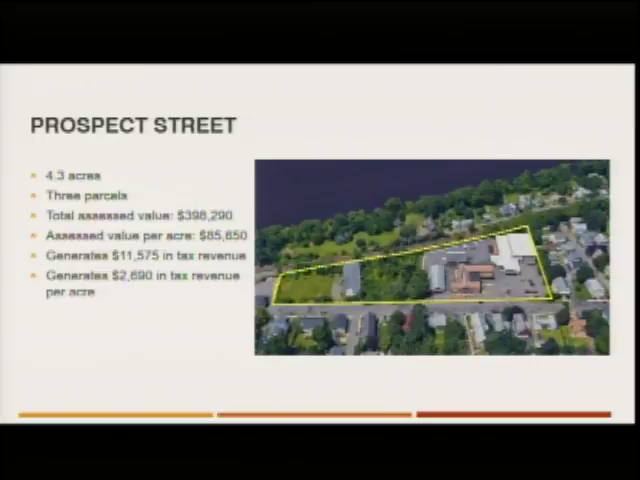 PROSPECT STREET
4.3 acres
Three parcels
Total assessed value: $398,290
Assessed value per acre: $85,650
Generates $11,575 in tax revenue
Generates $2,690 in tax revenue
per acre